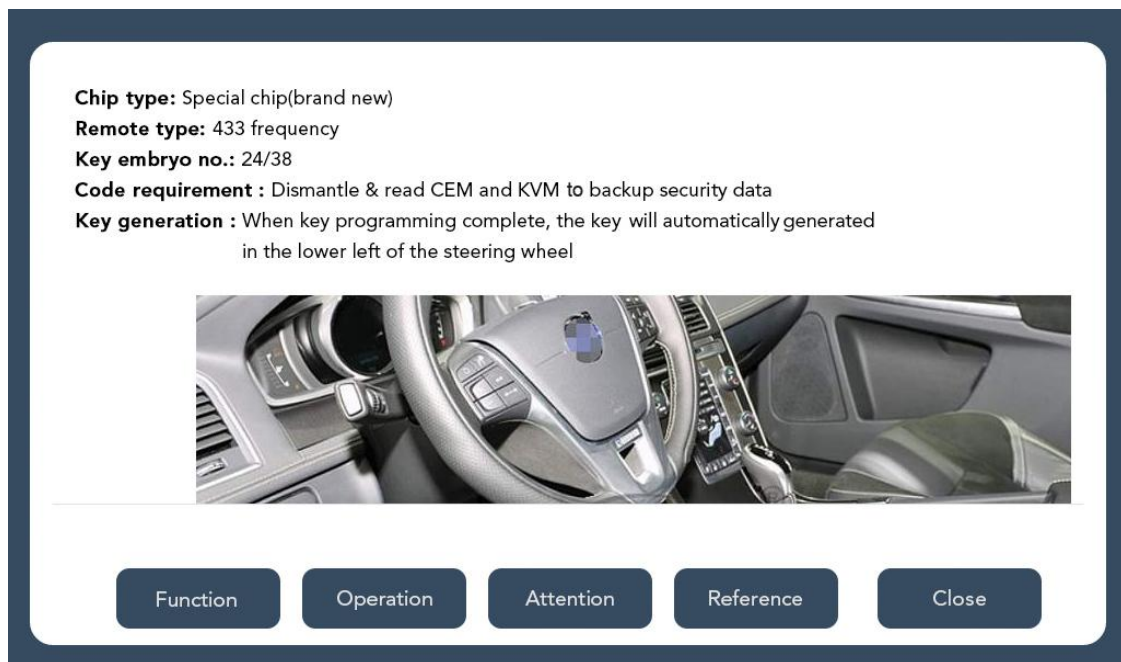 Chip type: Special chip(brand new)
Remote type: 433 frequency
Key embryo no.: 24/38
Code requirement : Dismantle & read CEM and KVM to backup security data
Key generation : When key programming complete, the key will automatically generated
in the lower left of the steering wheel
Function Operation Attention Reference Close